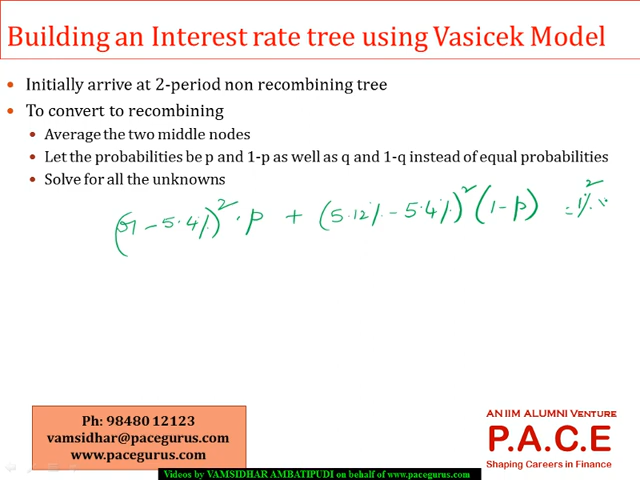 Building an Interest rate tree using Vasicek Model
• Initially arrive at 2-period non recombining tree
• To convert to recombining
• Average the two middle nodes
• Let the probabilities be p and 1-p as well as q and 1-q instead of equal probabilities
• Solve for all the unknowns
( - 5.4%)² · p + (5.12% - 5.4%)² (1-p) = 1%²
Ph: 98480 12123
vamsidhar@pacegurus.com
www.pacegurus.com
AN IIM ALUMNI VENTURE
P.A.C.E
Shaping Careers in Finance
Videos by VAMSIDHAR AMBATIPUDI on behalf of www.pacegurus.com